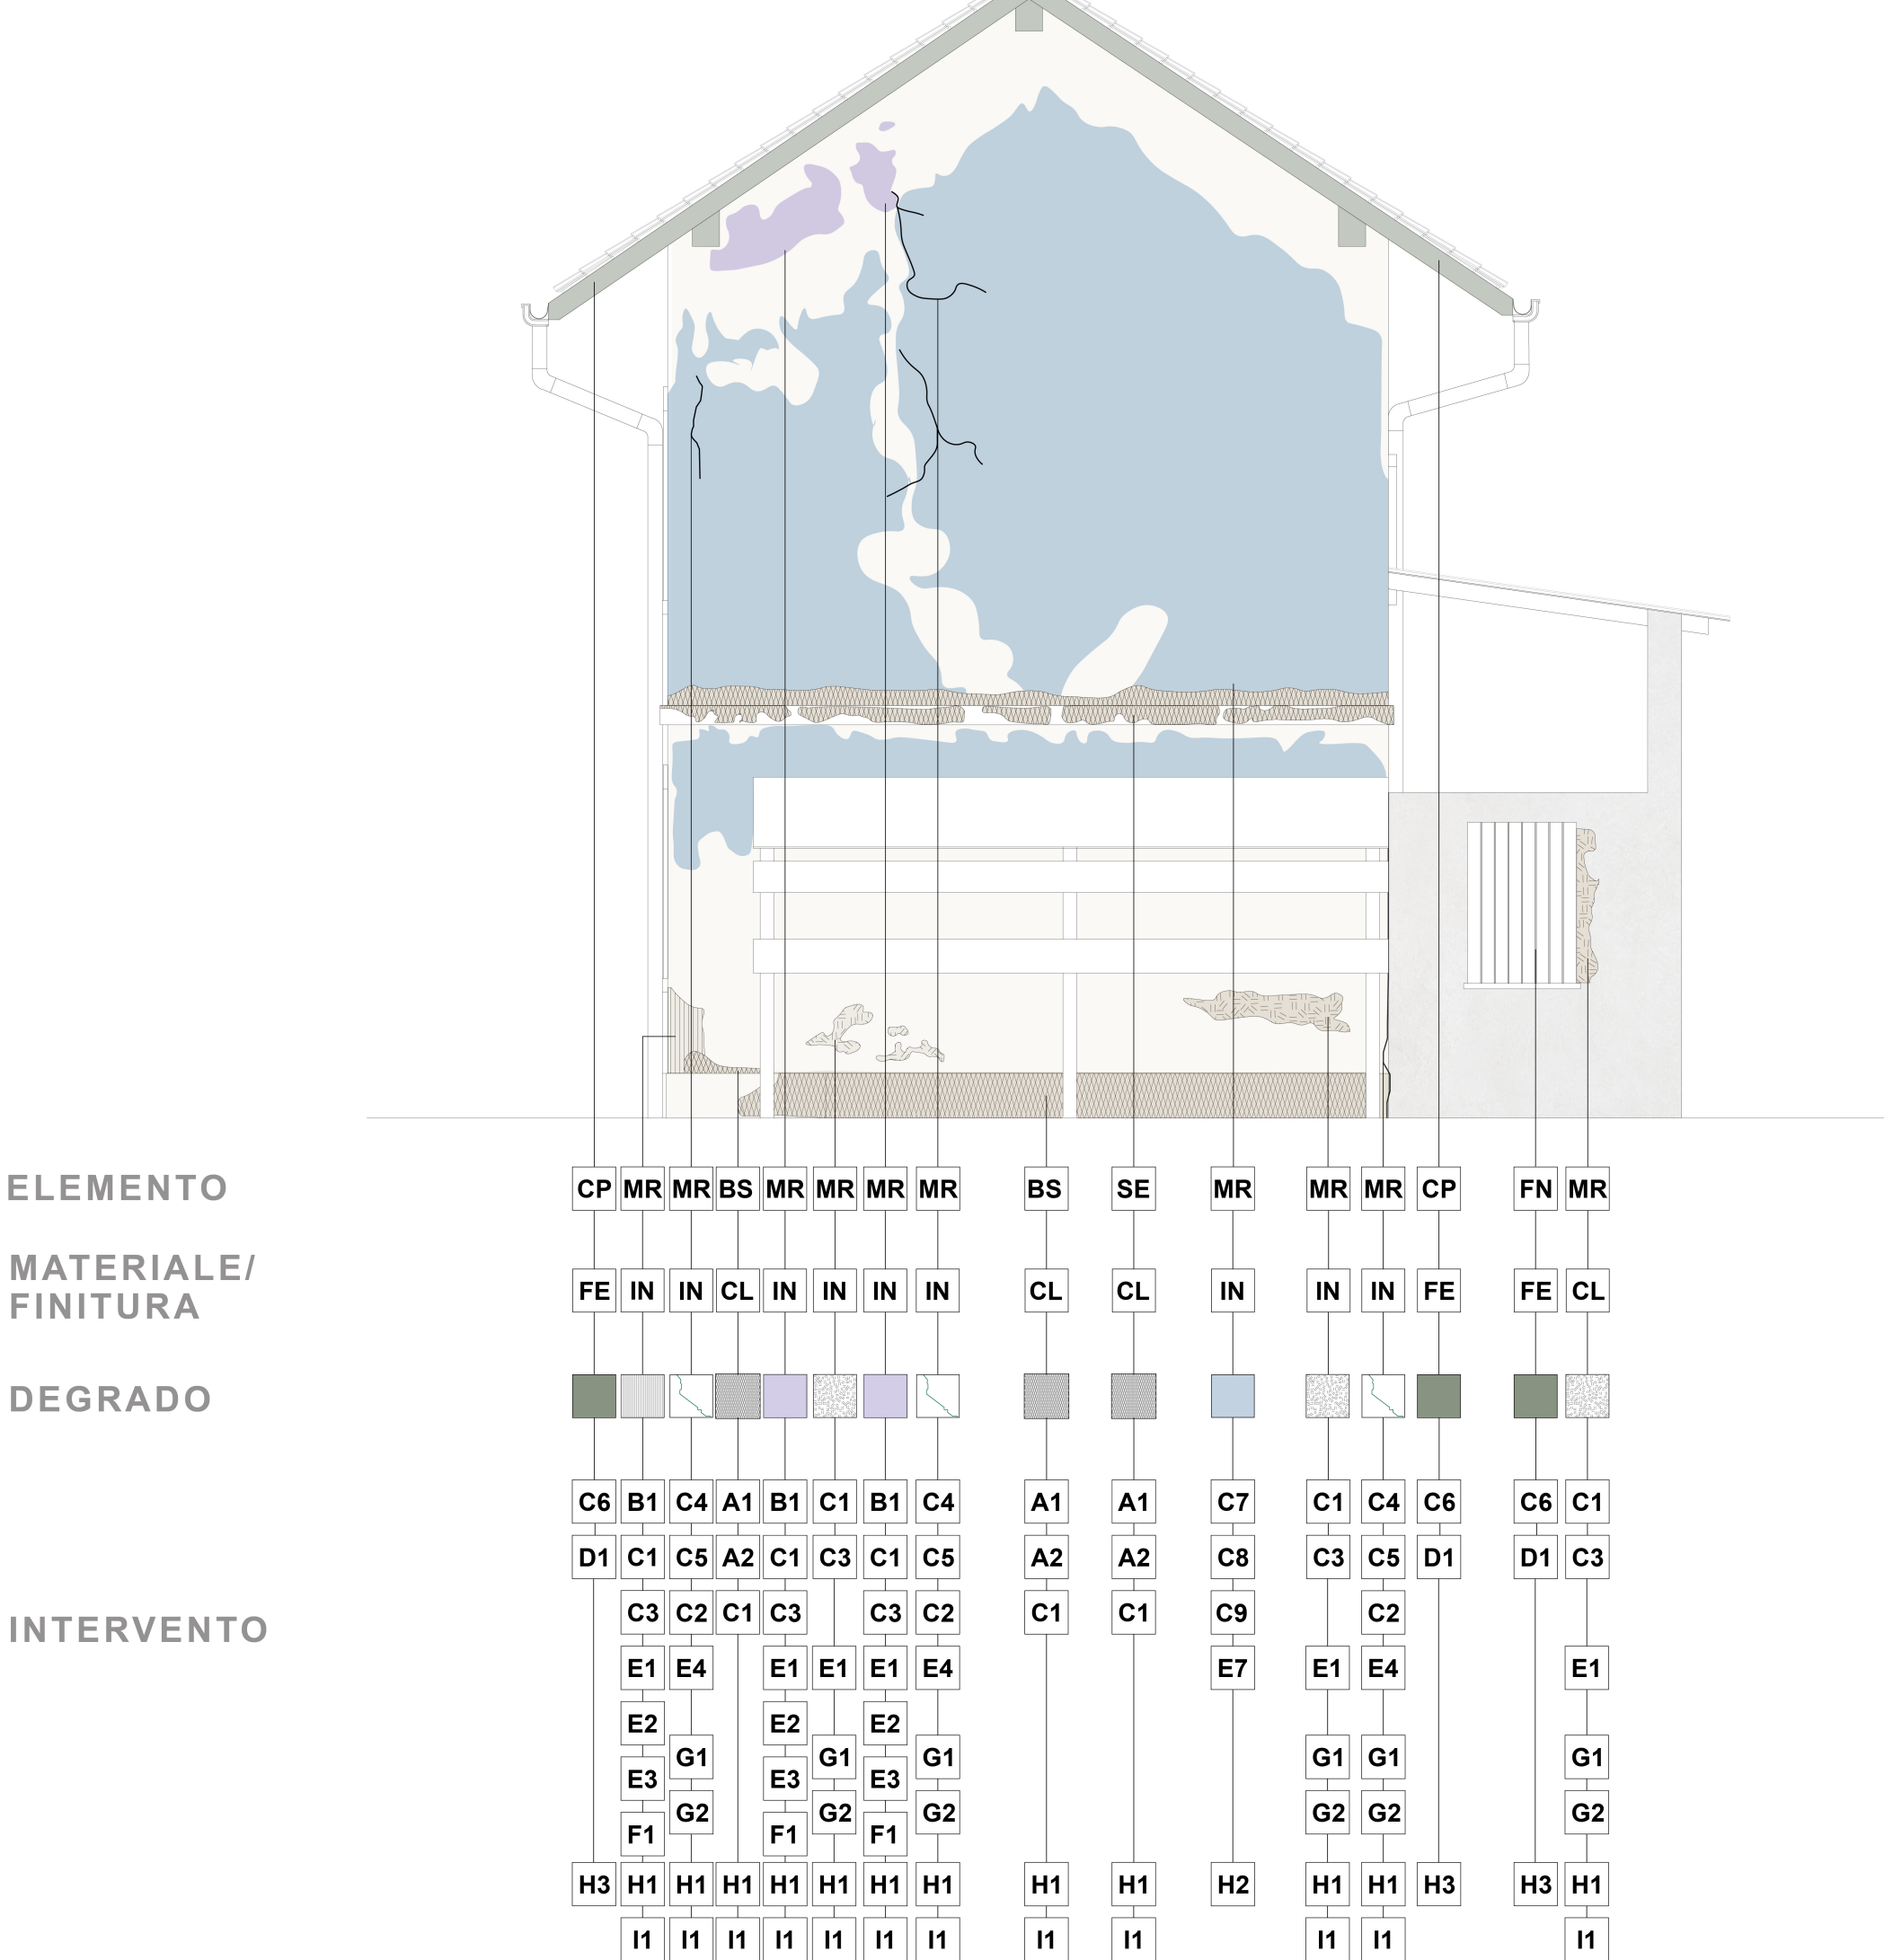 ELEMENTO CP MR MR BS MR MR MR MR BS SE MR MR MR CP FN MR
MATERIALE/
FINITURA FE IN IN CL IN IN IN IN CL CL IN IN IN FE FE CL
DEGRADO
C6 B1 C4 A1 B1 C1 B1 C4 A1 A1 C7 C1 C4 C6 C6 C1
D1 C1 C5 A2 C1 C3 C1 C5 A2 A2 C8 C3 C5 D1 D1 C3
INTERVENTO C3 C2 C1 C3 C3 C2 C1 C1 C9 C2
E1 E4 E1 E1 E1 E4 E7 E1 E4 E1
E2 E2 E2
G1 G1 G1 G1 G1 G1
E3 E3 E3
G2 G2 G2 G2 G2 G2
F1 F1 F1
H3 H1 H1 H1 H1 H1 H1 H1 H1 H1 H2 H1 H1 H3 H3 H1
I1 I1 I1 I1 I1 I1 I1 I1 I1 I1 I1 I1